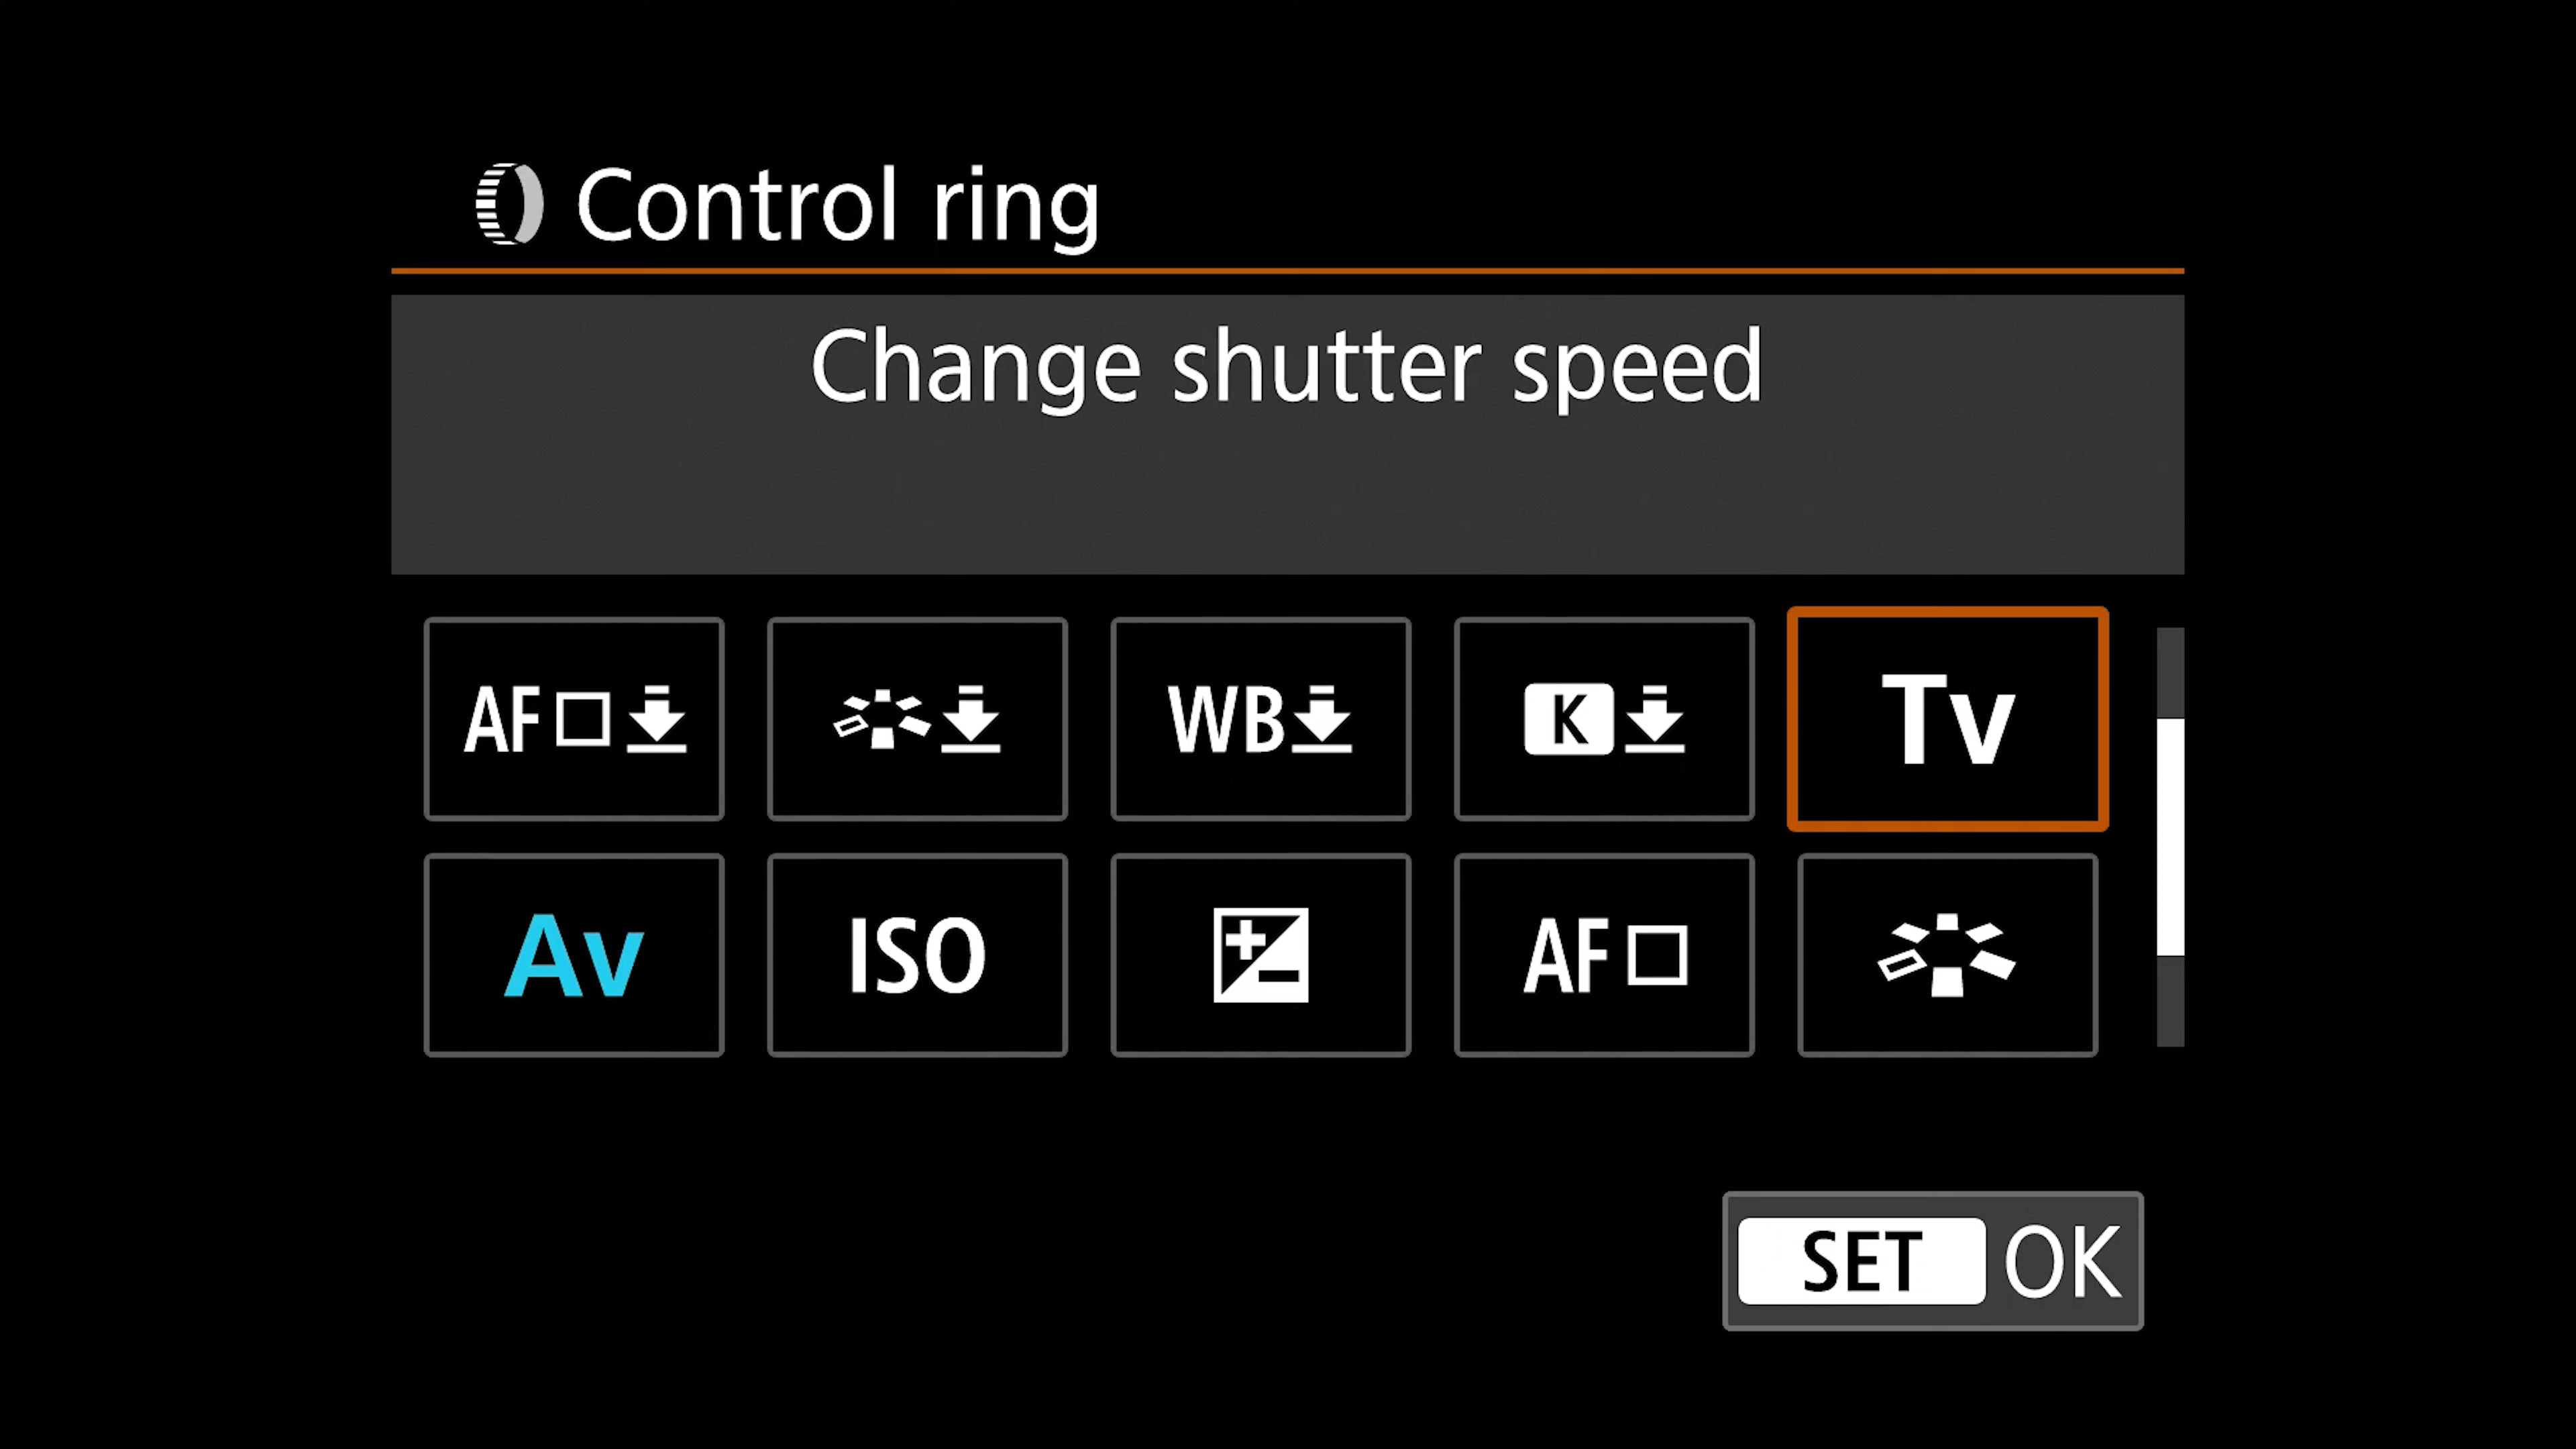 Control ring
Change shutter speed
AF WB K Tv
Av ISO AF
SET OK